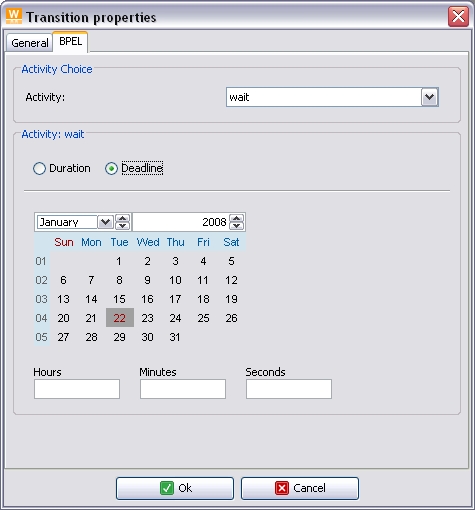 Transition properties
General BPEL
Activity Choice
Activity: wait
Activity: wait
Duration Deadline
January 2008
Sun Mon Tue Wed Thu Fri Sat
01 1 2 3 4 5
02 6 7 8 9 10 11 12
03 13 14 15 16 17 18 19
04 20 21 22 23 24 25 26
05 27 28 29 30 31
Hours Minutes Seconds
Ok Cancel